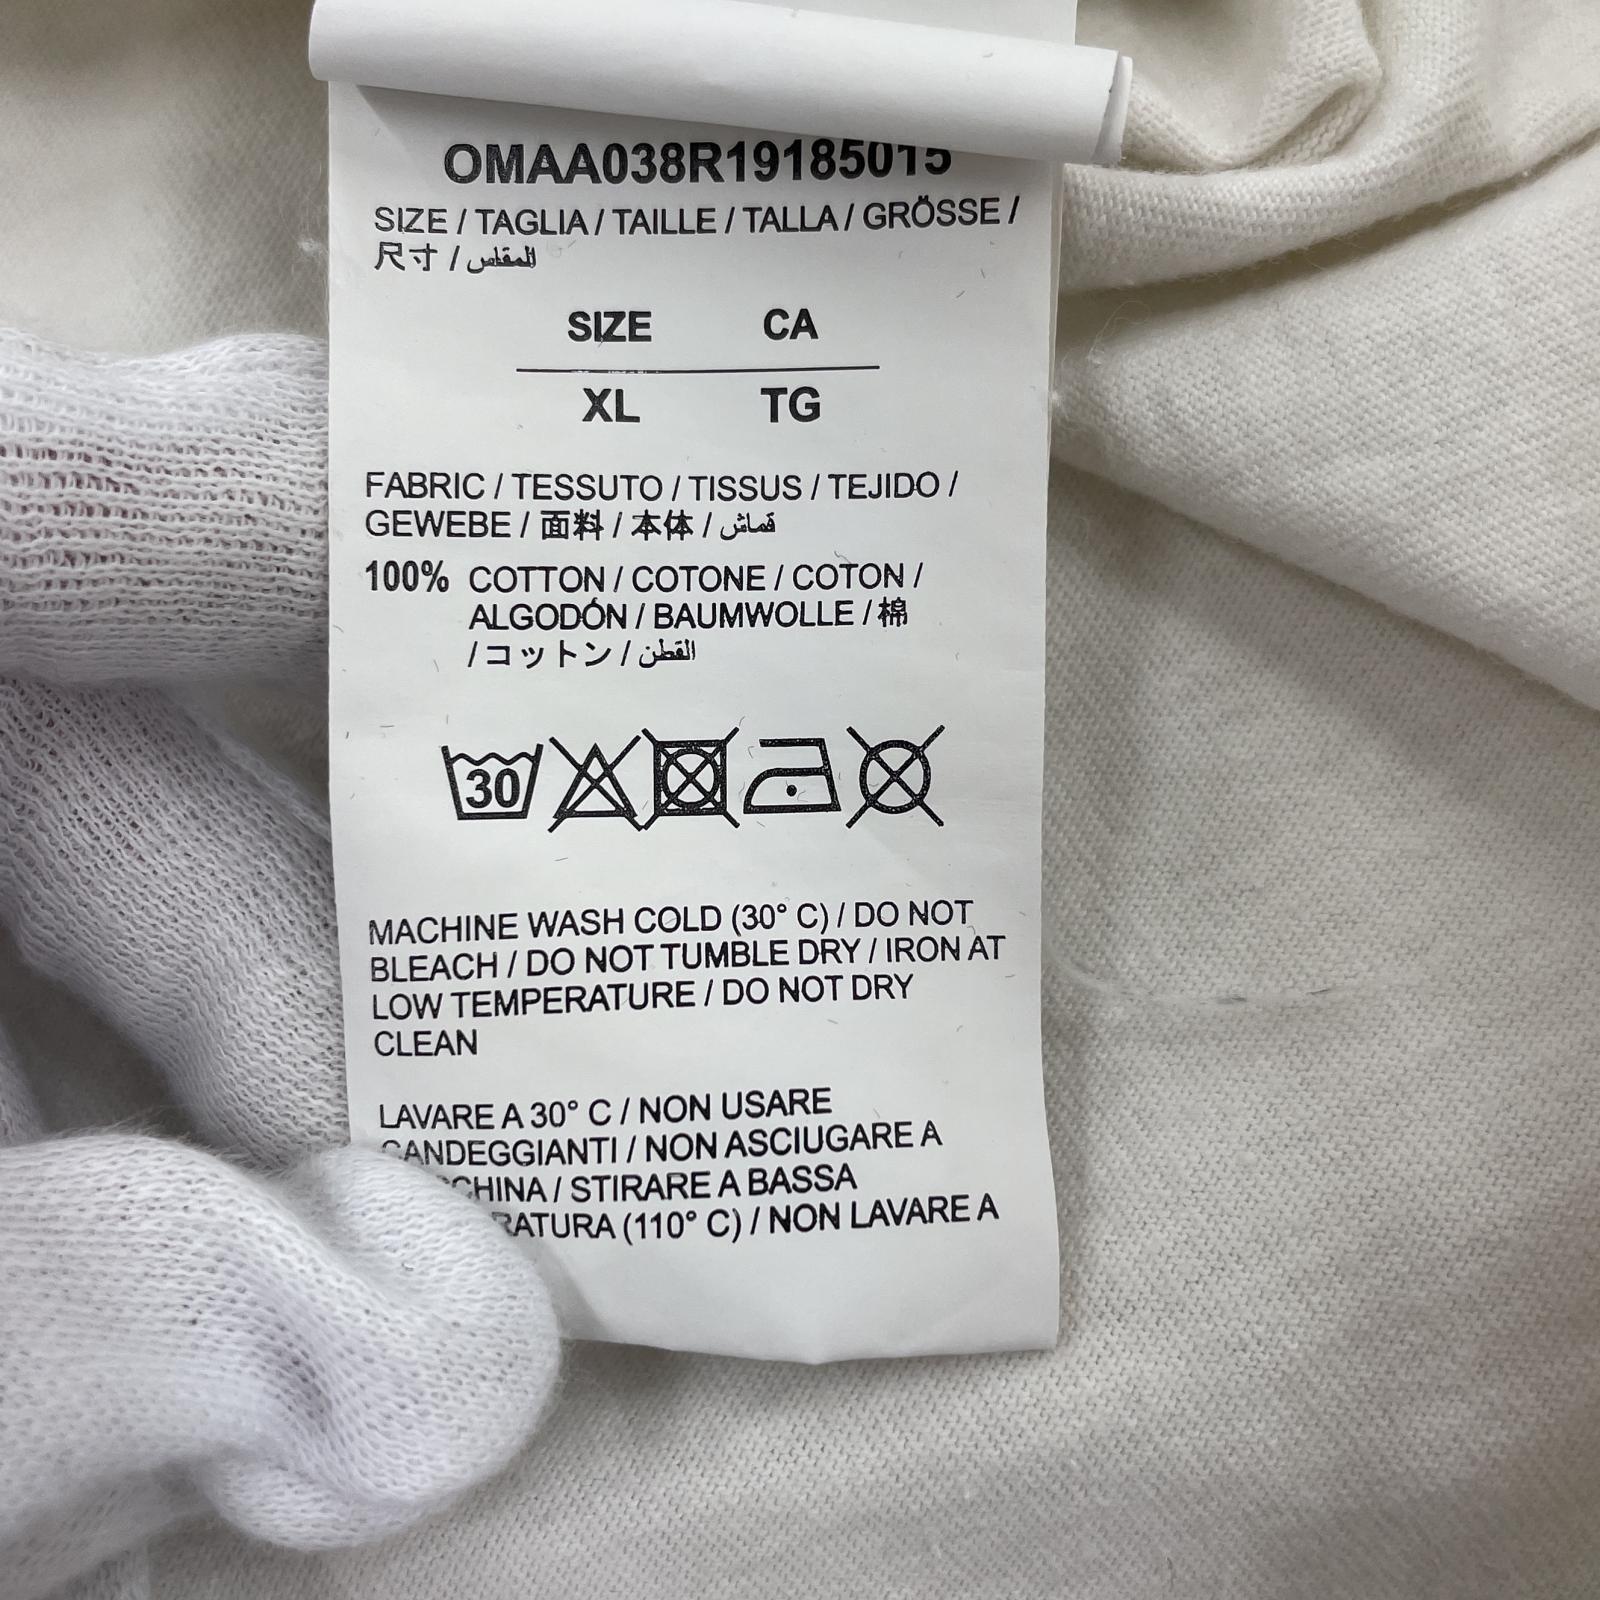 OMAA038R19185015
SIZE / TAGLIA / TAILLE / TALLA / GRÖSSE /
尺寸 / المقاس
SIZE CA
XL TG
FABRIC / TESSUTO / TISSUS / TEJIDO /
GEWEBE / 面料 / 本体 / قماش
100% COTTON / COTONE / COTON /
ALGODÓN / BAUMWOLLE / 棉
/ コットン / القطن
30
MACHINE WASH COLD (30° C) / DO NOT
BLEACH / DO NOT TUMBLE DRY / IRON AT
LOW TEMPERATURE / DO NOT DRY
CLEAN
LAVARE A 30° C / NON USARE
CANDEGGIANTI / NON ASCIUGARE A
CHINA / STIRARE A BASSA
RATURA (110° C) / NON LAVARE A